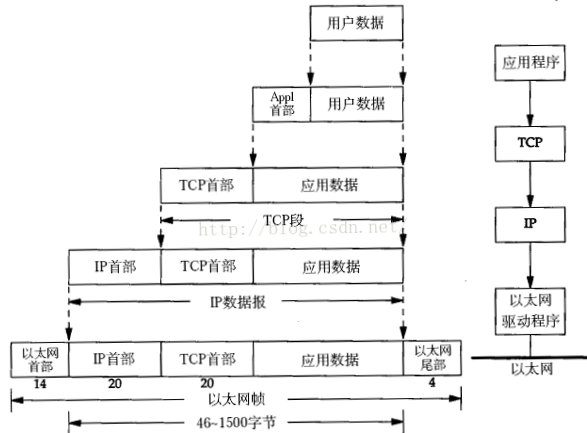 用户数据
应用程序
Appl
首部
用户数据
TCP
TCP首部
应用数据
TCP段
http://blog.csdn.net/
IP
IP首部
TCP首部
应用数据
IP数据报
以太网
驱动程序
以太网
首部
IP首部
TCP首部
应用数据
以太网
尾部
以太网
14
20
20
4
以太网帧
46~1500字节